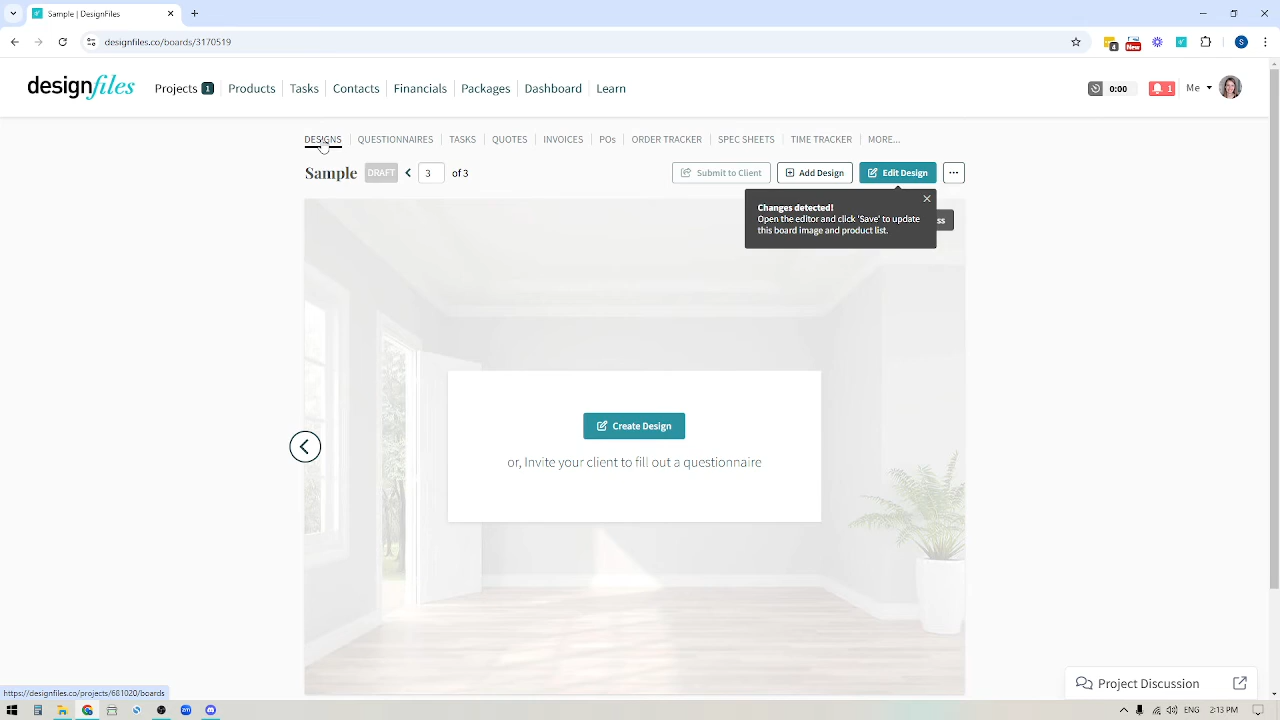 Sample | DesignFiles
designfiles.co/boards/3170519
4
New
S
designfiles
Projects 1
Products
Tasks
Contacts
Financials
Packages
Dashboard
Learn
0:00
1
Me
DESIGNS
QUESTIONNAIRES
TASKS
QUOTES
INVOICES
POs
ORDER TRACKER
SPEC SHEETS
TIME TRACKER
MORE...
Sample
DRAFT
3
of 3
Submit to Client
Add Design
Edit Design
Changes detected!
Open the editor and click 'Save' to update
this board image and product list.
ss
Create Design
or, Invite your client to fill out a questionnaire
Project Discussion
https://designfiles.co/projects/681020/boards
ENG
2:13 PM